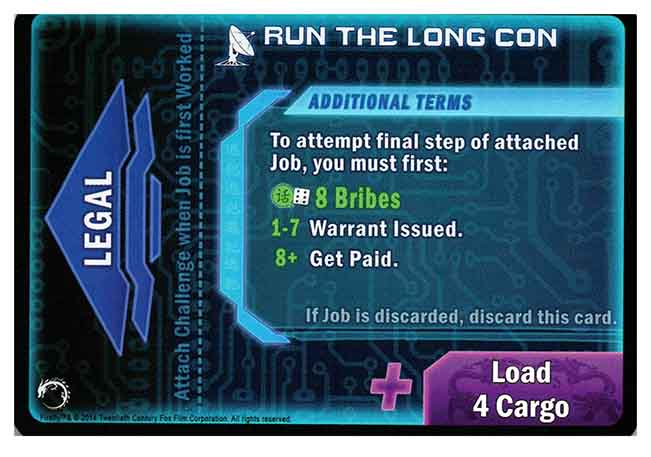 RUN THE LONG CON
LEGAL
Attach Challenge when Job is first Worked
ADDITIONAL TERMS
To attempt final step of attached
Job, you must first:
話 8 Bribes
1-7 Warrant Issued.
8+ Get Paid.
If Job is discarded, discard this card.
+ Load
4 Cargo
Firefly™ & © 2014 Twentieth Century Fox Film Corporation. All rights reserved.